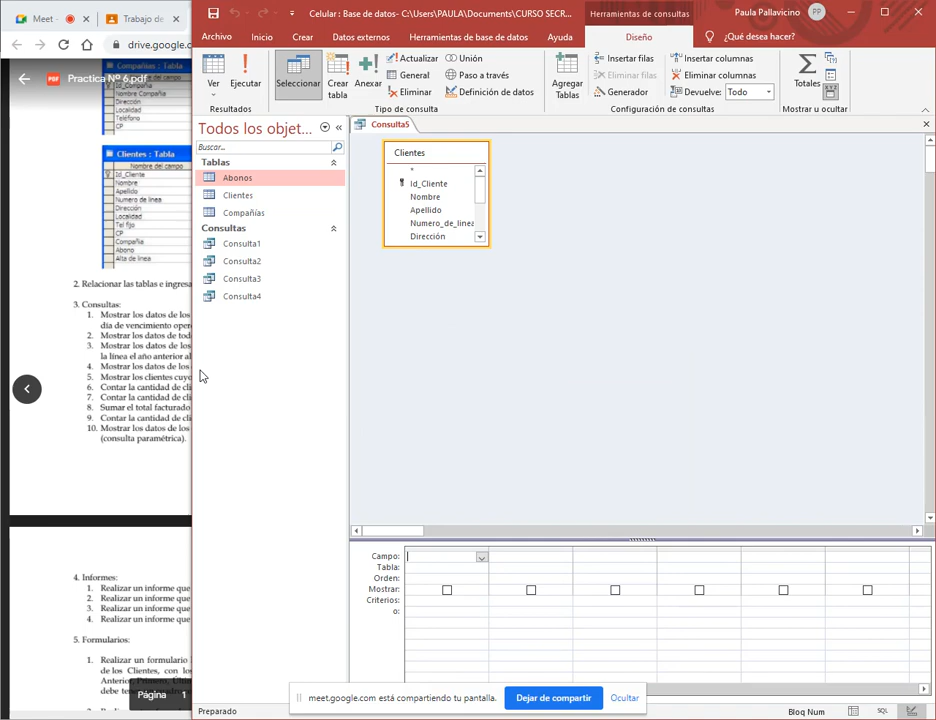 Meet -
Trabajo de
drive.google.c
Practica Nº 6.pdf
Compañías : Tabla
Nombre del campo
Id_Compañia
Nombre Compañia
Dirección
Localidad
Teléfono
CP
Clientes : Tabla
Nombre del campo
Id_Cliente
Nombre
Apellido
Numero de linea
Dirección
Localidad
Tel fijo
CP
Compañia
Abono
Alta de linea
2. Relacionar las tablas e ingresa
3. Consultas:
1. Mostrar los datos de los
día de vencimiento oper
2. Mostrar los datos de tod
3. Mostrar los datos de los
la línea el año anterior al
4. Mostrar los datos de los
5. Mostrar los clientes cuyo
6. Contar la cantidad de cli
7. Contar la cantidad de cli
8. Sumar el total facturado
9. Contar la cantidad de cli
10. Mostrar los datos de los
(consulta paramétrica).
4. Informes:
1. Realizar un informe que
2. Realizar un informe que
3. Realizar un informe que
4. Realizar un informe que
5. Formularios:
1. Realizar un formulario
de los Clientes, con los
Anterior, Primero, Últim
debe
Página 1
Celular : Base de datos- C:\Users\PAULA\Documents\CURSO SECR...
Herramientas de consultas
Paula Pallavicino PP
Archivo Inicio Crear Datos externos Herramientas de base de datos Ayuda Diseño ¿Qué desea hacer?
Ver Ejecutar Seleccionar Crear tabla Anexar
Actualizar Unión
General Paso a través
Eliminar Definición de datos
Agregar Tablas
Insertar filas Insertar columnas
Eliminar filas Eliminar columnas
Generador Devuelve: Todo
Totales
Resultados Tipo de consulta Configuración de consultas Mostrar u ocultar
Todos los objet... «
Buscar...
Tablas
Abonos
Clientes
Compañías
Consultas
Consulta1
Consulta2
Consulta3
Consulta4
Consulta5
Clientes
*
Id_Cliente
Nombre
Apellido
Numero_de_linea
Dirección
Campo:
Tabla:
Orden:
Mostrar:
Criterios:
o:
meet.google.com está compartiendo tu pantalla. Dejar de compartir Ocultar
Preparado Bloq Num SQL